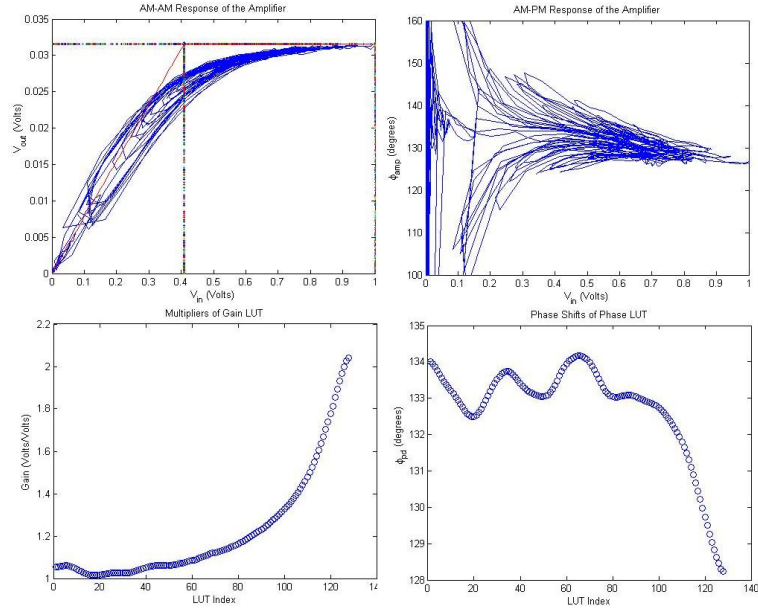 AM-AM Response of the Amplifier
0.035
0.03
0.025
0.02
0.015
0.01
0.005
0
V_out (Volts)
0 0.1 0.2 0.3 0.4 0.5 0.6 0.7 0.8 0.9 1
V_in (Volts)
AM-PM Response of the Amplifier
160
150
140
130
120
110
100
ϕ_amp (degrees)
0 0.1 0.2 0.3 0.4 0.5 0.6 0.7 0.8 0.9 1
V_in (Volts)
Multipliers of Gain LUT
2.2
2
1.8
1.6
1.4
1.2
1
Gain (Volts/Volts)
0 20 40 60 80 100 120 140
LUT Index
Phase Shifts of Phase LUT
135
134
133
132
131
130
129
128
ϕ_pd (degrees)
0 20 40 60 80 100 120 140
LUT Index